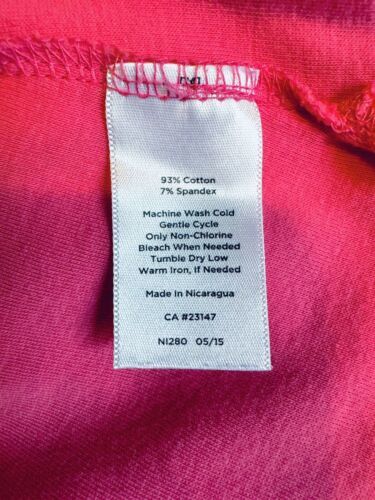 93% Cotton
7% Spandex
Machine Wash Cold
Gentle Cycle
Only Non-Chlorine
Bleach When Needed
Tumble Dry Low
Warm Iron, If Needed
Made In Nicaragua
CA #23147
NI280 05/15